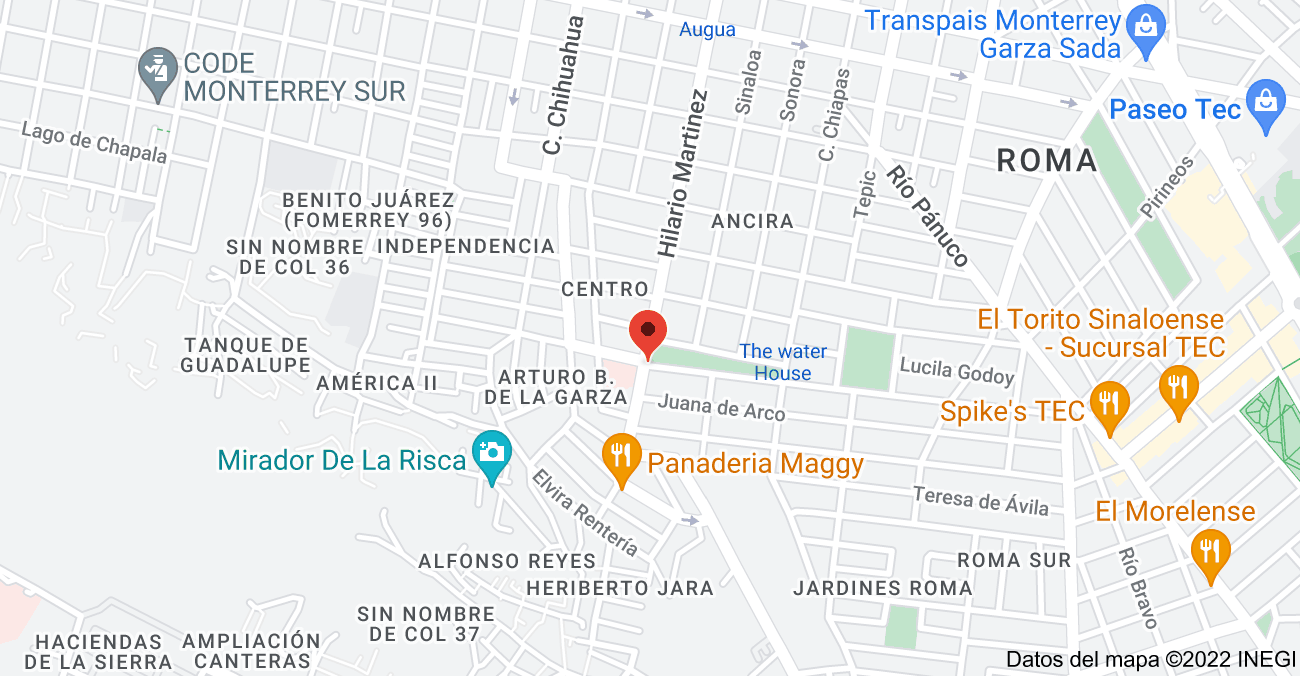 Transpais Monterrey
Garza Sada
Augua
C. Chihuahua
CODE
MONTERREY SUR
Sinaloa
Sonora
C. Chiapas
Hilario Martinez
Paseo Tec
Lago de Chapala
ROMA
Pirineos
Río Pánuco
Tepic
BENITO JUÁREZ
(FOMERREY 96)
ANCIRA
SIN NOMBRE
DE COL 36
INDEPENDENCIA
CENTRO
El Torito Sinaloense
- Sucursal TEC
TANQUE DE
GUADALUPE
The water
House
Lucila Godoy
AMÉRICA II
ARTURO B.
DE LA GARZA
Juana de Arco
Spike's TEC
Mirador De La Risca
Panaderia Maggy
Elvira Rentería
Teresa de Ávila
El Morelense
ALFONSO REYES
ROMA SUR
HERIBERTO JARA
JARDINES ROMA
Río Bravo
SIN NOMBRE
DE COL 37
HACIENDAS
DE LA SIERRA
AMPLIACIÓN
CANTERAS
Datos del mapa ©2022 INEGI